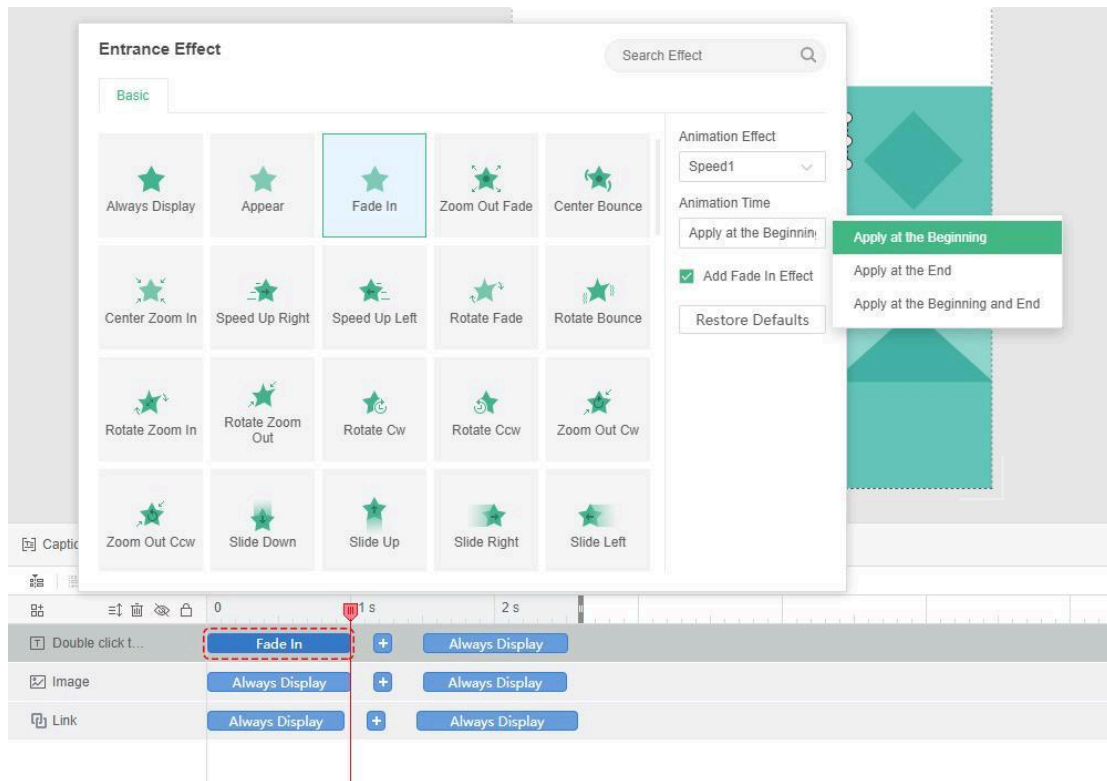 Entrance Effect
Search Effect
Basic
Always Display
Appear
Fade In
Zoom Out Fade
Center Bounce
Center Zoom In
Speed Up Right
Speed Up Left
Rotate Fade
Rotate Bounce
Rotate Zoom In
Rotate Zoom
Out
Rotate Cw
Rotate Ccw
Zoom Out Cw
Zoom Out Ccw
Slide Down
Slide Up
Slide Right
Slide Left
Animation Effect
Speed1
Animation Time
Apply at the Beginnin
Add Fade In Effect
Restore Defaults
Apply at the Beginning
Apply at the End
Apply at the Beginning and End
Captic
0
1 s
2 s
Double click t...
Fade In
+
Always Display
Image
Always Display
+
Always Display
Link
Always Display
+
Always Display